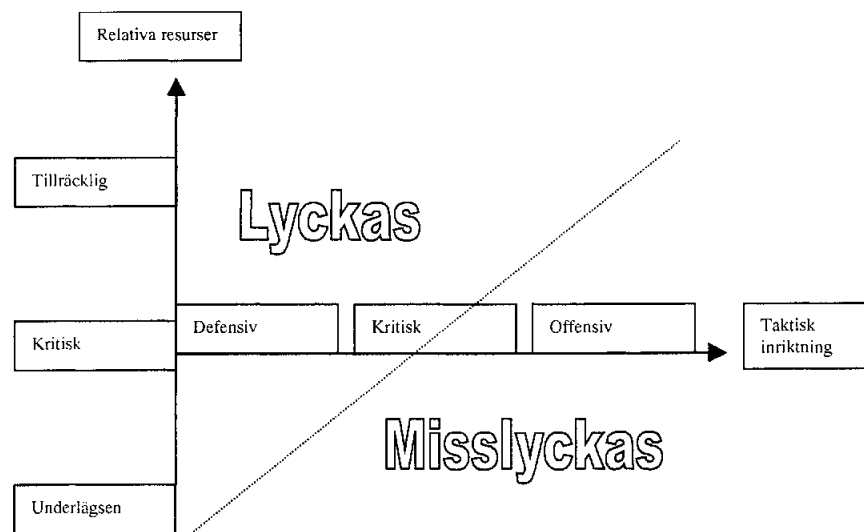 Relativa resurser
Tillräcklig
Lyckas
Defensiv
Kritisk
Offensiv
Taktisk
inriktning
Kritisk
Misslyckas
Underlägsen